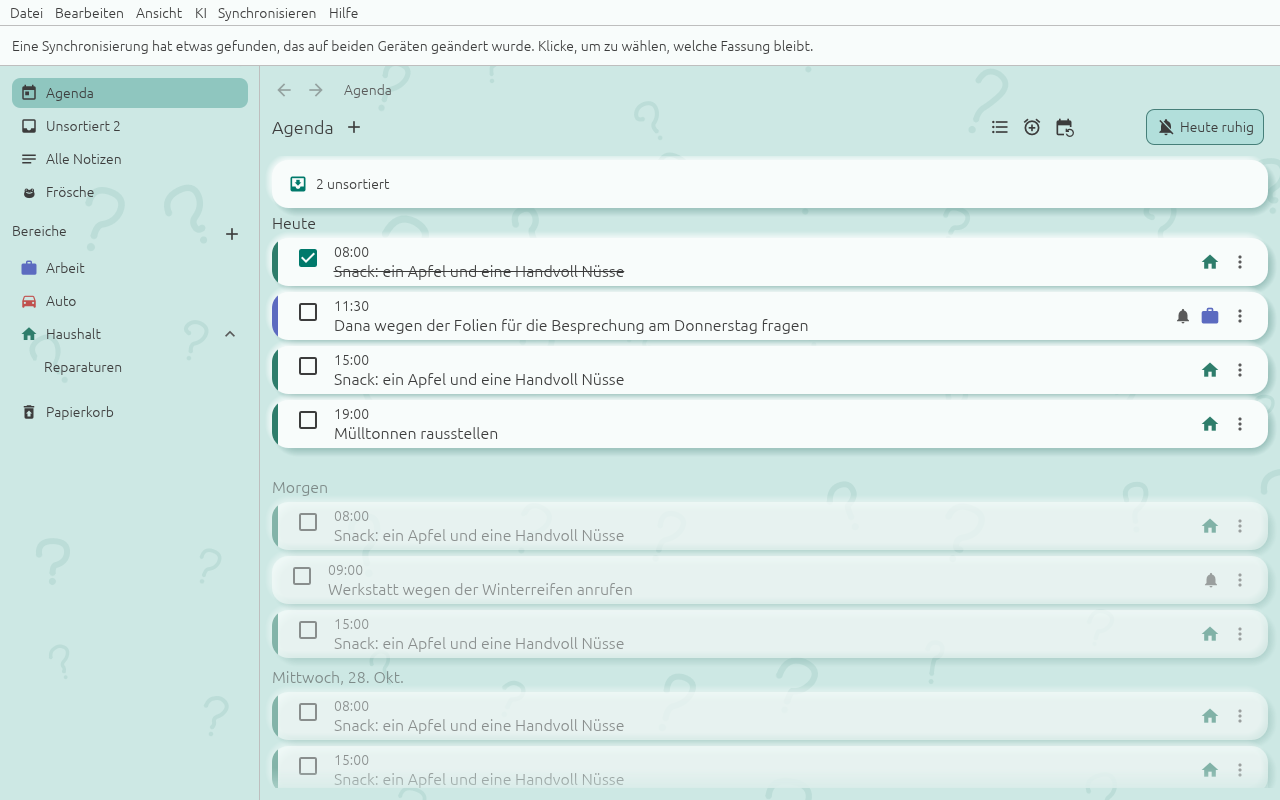 Datei Bearbeiten Ansicht KI Synchronisieren Hilfe
Eine Synchronisierung hat etwas gefunden, das auf beiden Geräten geändert wurde. Klicke, um zu wählen, welche Fassung bleibt.
Agenda
Unsortiert 2
Alle Notizen
Frösche
Bereiche
Arbeit
Auto
Haushalt
Reparaturen
Papierkorb
Agenda
Agenda
Heute ruhig
2 unsortiert
Heute
08:00
Snack: ein Apfel und eine Handvoll Nüsse
11:30
Dana wegen der Folien für die Besprechung am Donnerstag fragen
15:00
Snack: ein Apfel und eine Handvoll Nüsse
19:00
Mülltonnen rausstellen
Morgen
08:00
Snack: ein Apfel und eine Handvoll Nüsse
09:00
Werkstatt wegen der Winterreifen anrufen
15:00
Snack: ein Apfel und eine Handvoll Nüsse
Mittwoch, 28. Okt.
08:00
Snack: ein Apfel und eine Handvoll Nüsse
15:00
Snack: ein Apfel und eine Handvoll Nüsse